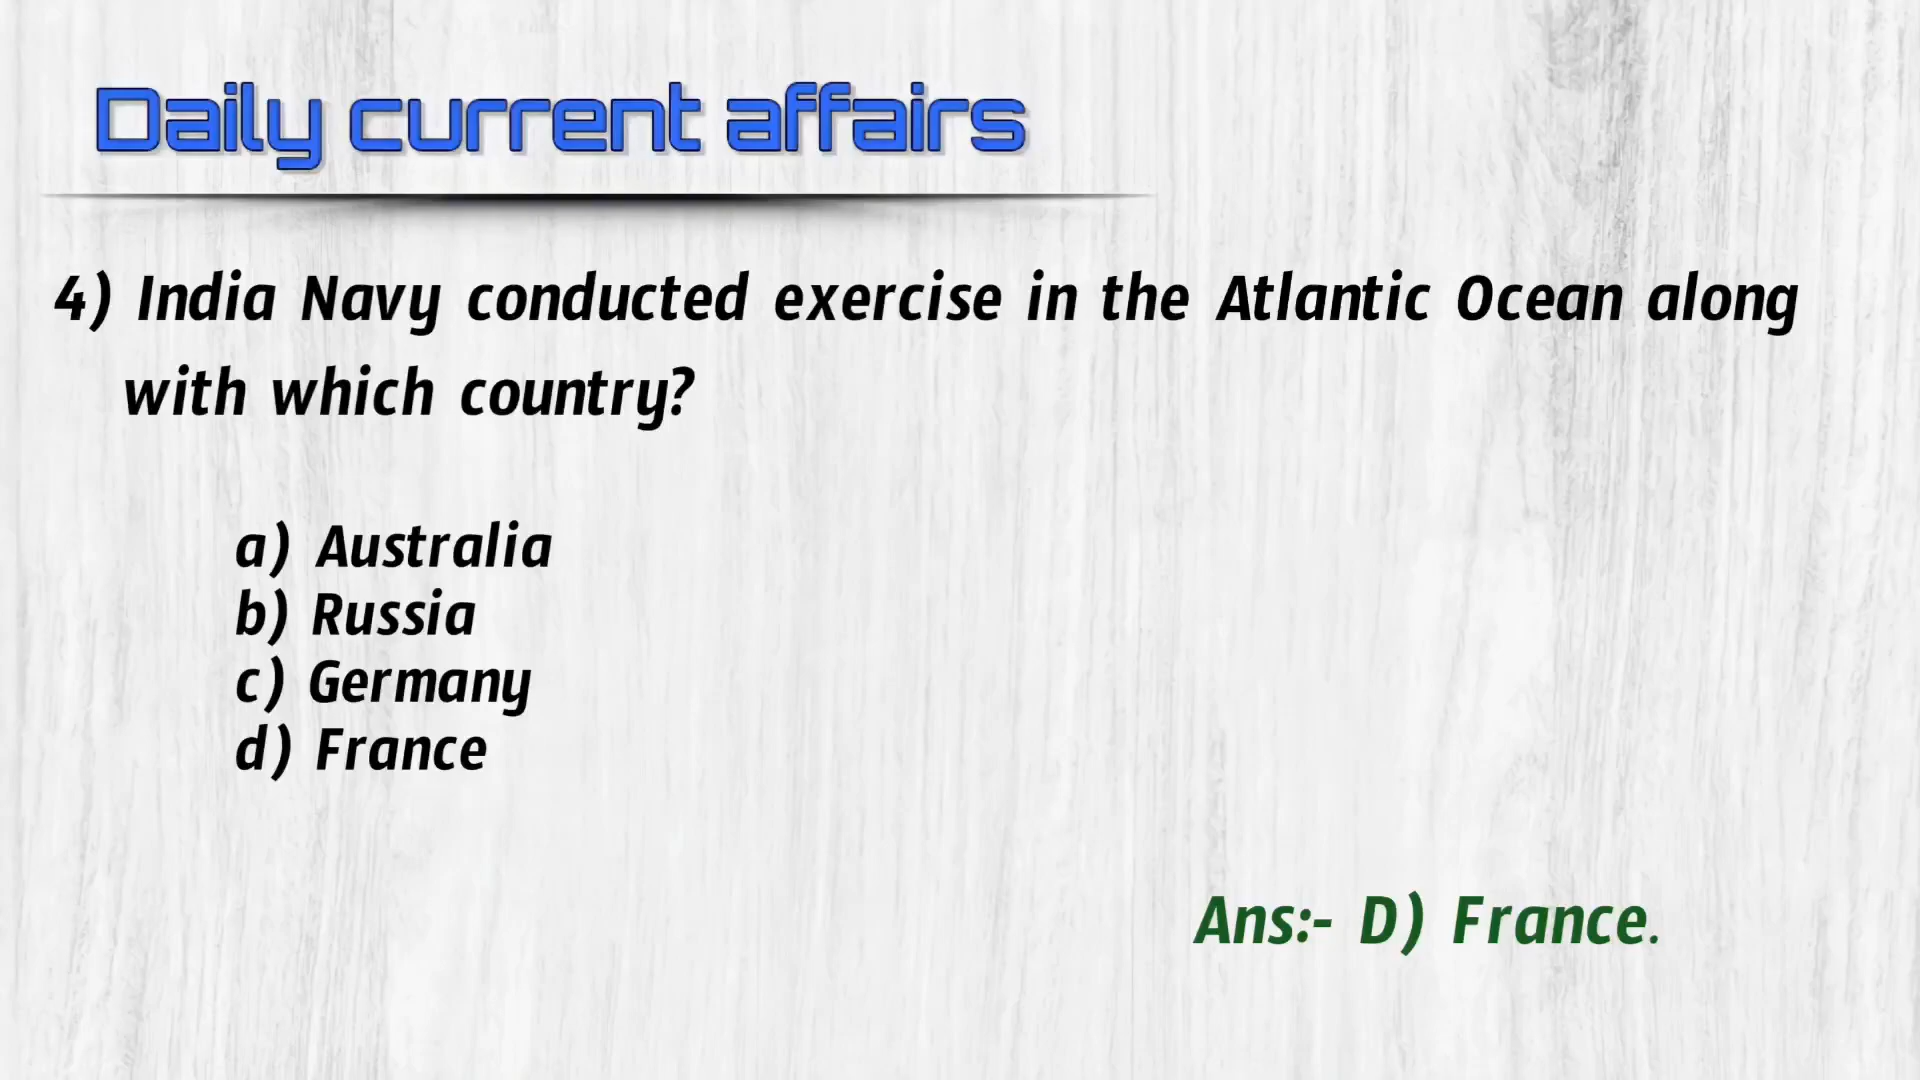 Daily current affairs
4) India Navy conducted exercise in the Atlantic Ocean along
with which country?
a) Australia
b) Russia
c) Germany
d) France
Ans:- D) France.